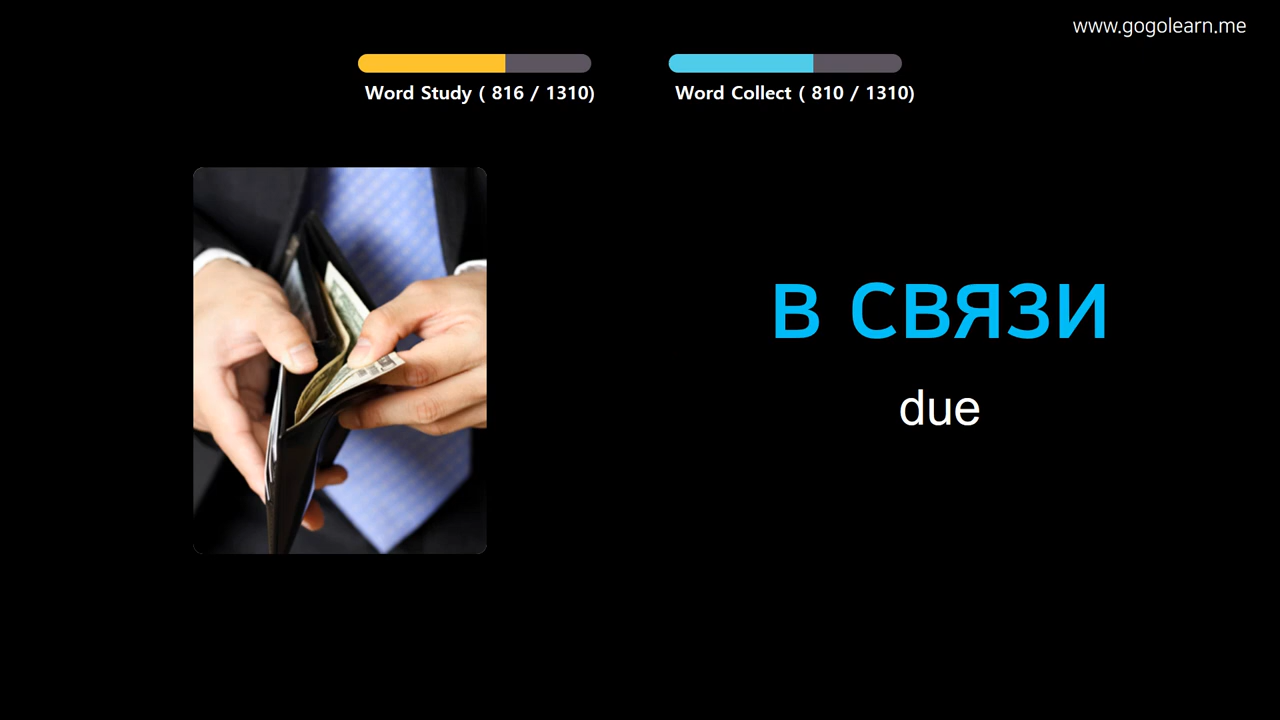 www.gogolearn.me
Word Study ( 816 / 1310)
Word Collect ( 810 / 1310)
В СВЯЗИ
due